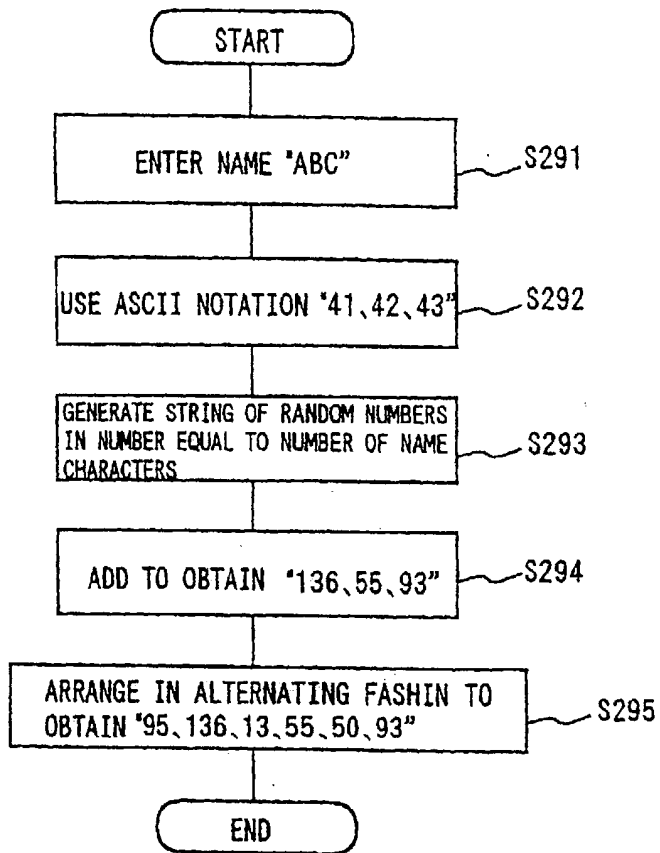 START
ENTER NAME "ABC"
S291
USE ASCII NOTATION "41、42、43"
S292
GENERATE STRING OF RANDOM NUMBERS
IN NUMBER EQUAL TO NUMBER OF NAME
CHARACTERS
S293
ADD TO OBTAIN "136、55、93"
S294
ARRANGE IN ALTERNATING FASHIN TO
OBTAIN "95、136、13、55、50、93"
S295
END